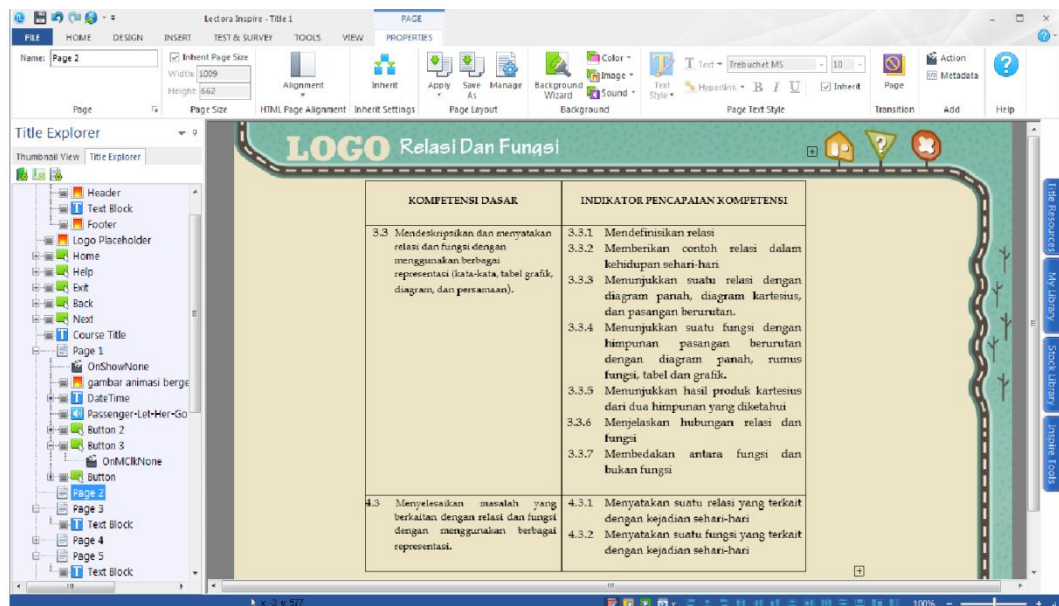 Lectora Inspire - Title 1
PAGE
FILE HOME DESIGN INSERT TEST & SURVEY TOOLS VIEW PROPERTIES
Name: Page 2
Inherit Page Size
Width: 1009
Height: 662
Alignment
Inherit
Apply
Save As
Manage
Background Wizard
Color
Image
Sound
Text Style
Text
Trebuchet MS
10
Hyperlink
B I U
Inherit
Page
Action
Metadata
Page
Page Size
HTML Page Alignment
Inherit Settings
Page Layout
Background
Page Text Style
Transition
Add
Help
Title Explorer
Thumbnail View
Title Explorer
Header
Text Block
Footer
Logo Placeholder
Home
Help
Exit
Back
Next
Course Title
Page 1
OnShowNone
gambar animasi berge
DateTime
Passenger-Let-Her-Go
Button 2
Button 3
OnMClkNone
Button
Page 2
Page 3
Text Block
Page 4
Page 5
Text Block
LOGO Relasi Dan Fungsi
KOMPETENSI DASAR
INDIKATOR PENCAPAIAN KOMPETENSI
3.3 Mendeskripsikan dan menyatakan
relasi dan fungsi dengan
menggunakan berbagai
representasi (kata-kata, tabel grafik,
diagram, dan persamaan).
3.3.1 Mendefinisikan relasi
3.3.2 Memberikan contoh relasi dalam
kehidupan sehari-hari
3.3.3 Menunjukkan suatu relasi dengan
diagram panah, diagram kartesius,
dan pasangan berurutan.
3.3.4 Menunjukkan suatu fungsi dengan
himpunan pasangan berurutan
dengan diagram panah, rumus
fungsi, tabel dan grafik.
3.3.5 Menunjukkan hasil produk kartesius
dari dua himpunan yang diketahui
3.3.6 Menjelaskan hubungan relasi dan
fungsi
3.3.7 Membedakan antara fungsi dan
bukan fungsi
4.3 Menyelesaikan masalah yang
berkaitan dengan relasi dan fungsi
dengan menggunakan berbagai
representasi.
4.3.1 Menyatakan suatu relasi yang terkait
dengan kejadian sehari-hari
4.3.2 Menyatakan suatu fungsi yang terkait
dengan kejadian sehari-hari
Title Resources
My Library
Stock Library
Inspire Tools
x: -3 y: 577
100%